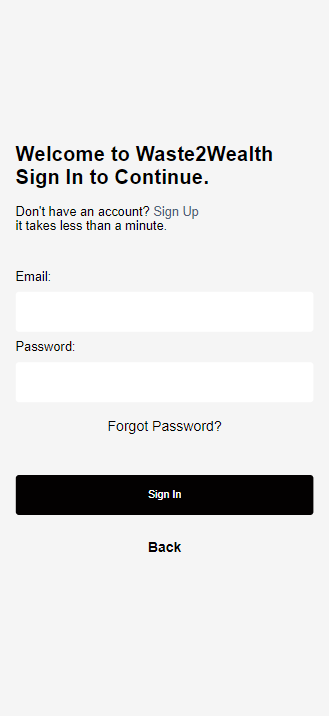 Welcome to Waste2Wealth
Sign In to Continue.
Don't have an account? Sign Up
it takes less than a minute.
Email:
Password:
Forgot Password?
Sign In
Back